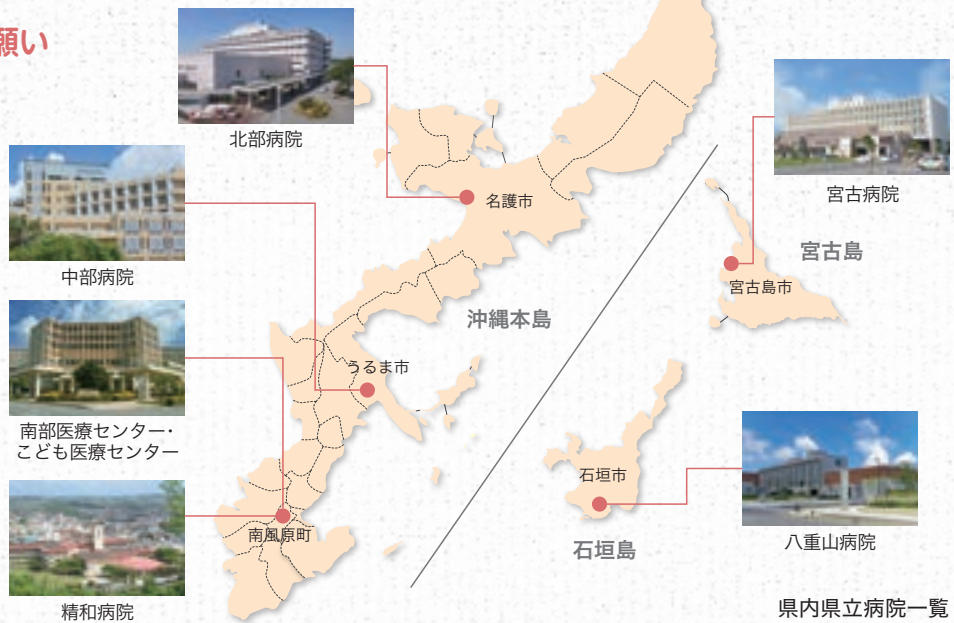 願い
北部病院
名護市
中部病院
うるま市
沖縄本島
南部医療センター・
こども医療センター
南風原町
精和病院
宮古病院
宮古島
宮古島市
石垣市
石垣島
八重山病院
県内県立病院一覧